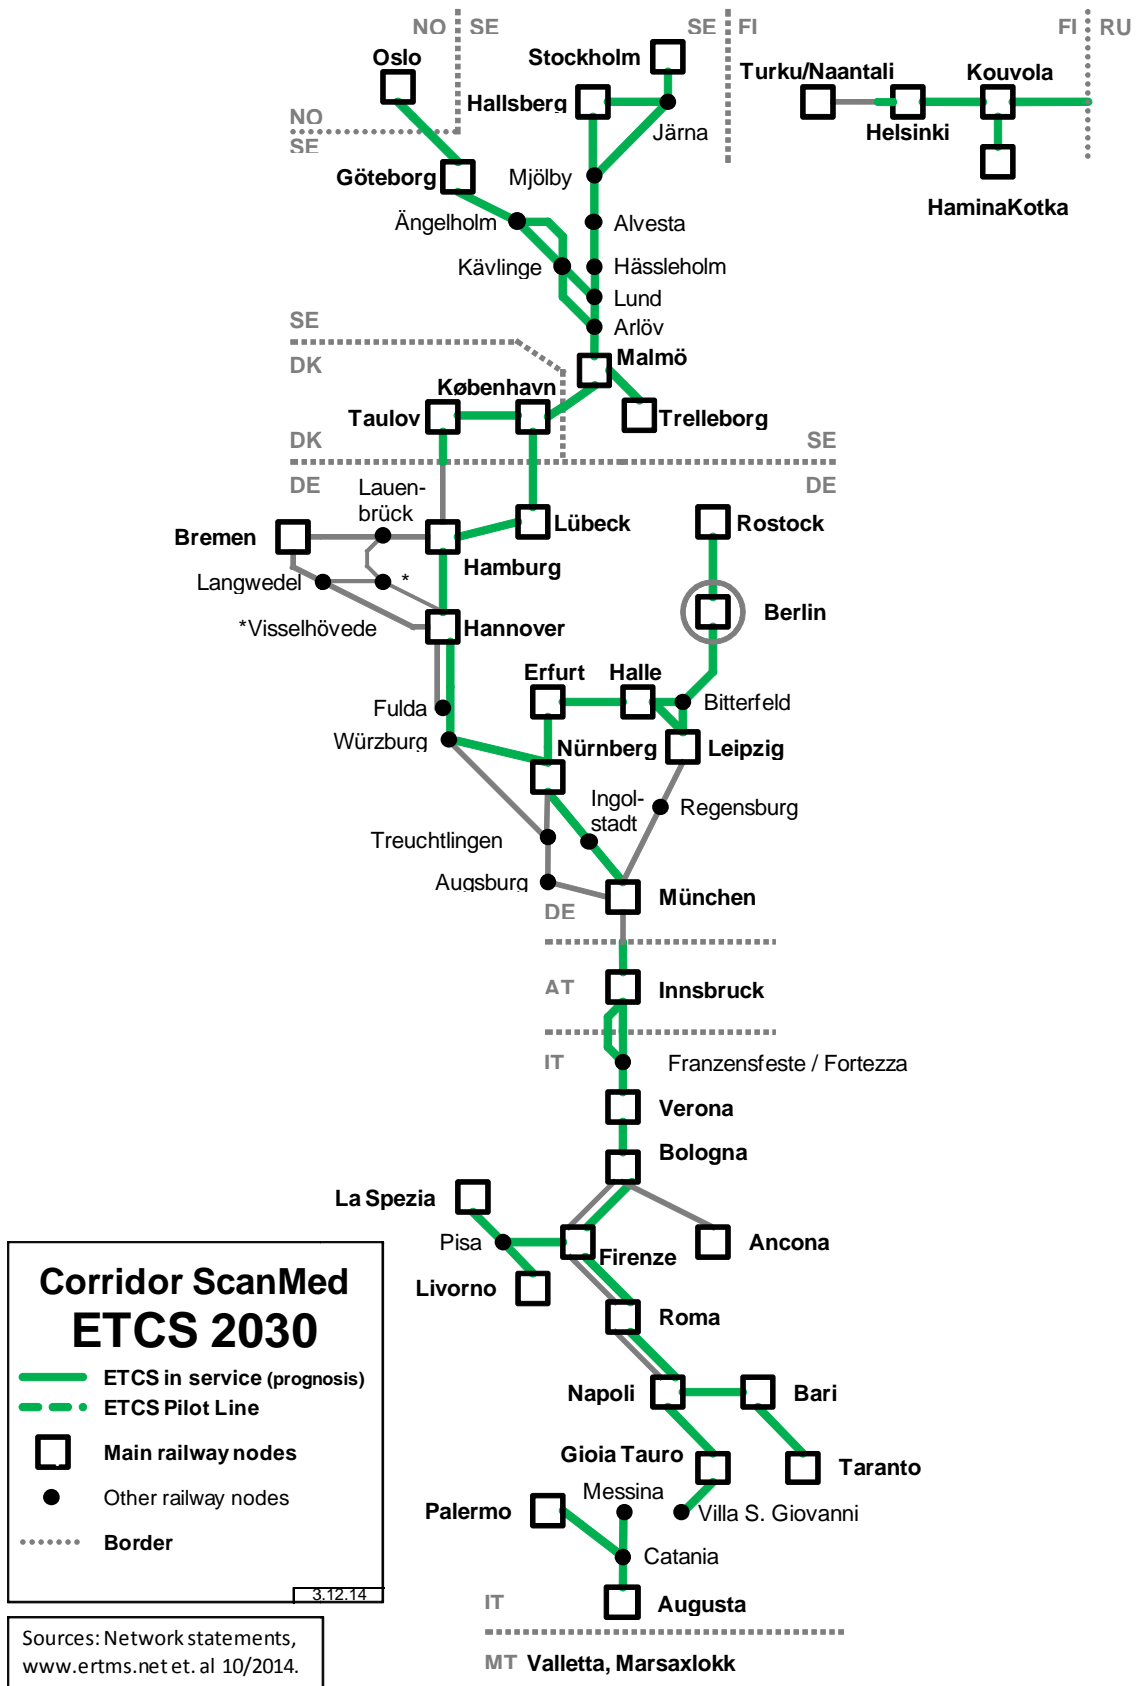 NO SE SE FI FI RU
Oslo
Stockholm
Turku/Naantali
Kouvola
Hallsberg
NO
SE
Järna
Helsinki
Göteborg
Mjölby
HaminaKotka
Ängelholm
Alvesta
Kävlinge
Hässleholm
Lund
SE
Arlöv
DK
Malmö
København
Taulov
Trelleborg
DK
SE
DE
DE
Lauen-
brück
Bremen
Lübeck
Rostock
Hamburg
Langwedel
*
*Visselhövede
Hannover
Berlin
Erfurt
Halle
Fulda
Bitterfeld
Würzburg
Nürnberg
Leipzig
Ingol-
stadt
Regensburg
Treuchtlingen
Augsburg
München
DE
AT
Innsbruck
IT
Franzensfeste / Fortezza
Verona
Bologna
La Spezia
Pisa
Firenze
Ancona
Livorno
Roma
Napoli
Bari
Gioia Tauro
Taranto
Messina
Palermo
Villa S. Giovanni
Catania
IT
Augusta
MT Valletta, Marsaxlokk
Corridor ScanMed
ETCS 2030
ETCS in service (prognosis)
ETCS Pilot Line
Main railway nodes
Other railway nodes
Border
3.12.14
Sources: Network statements,
www.ertms.net et. al 10/2014.